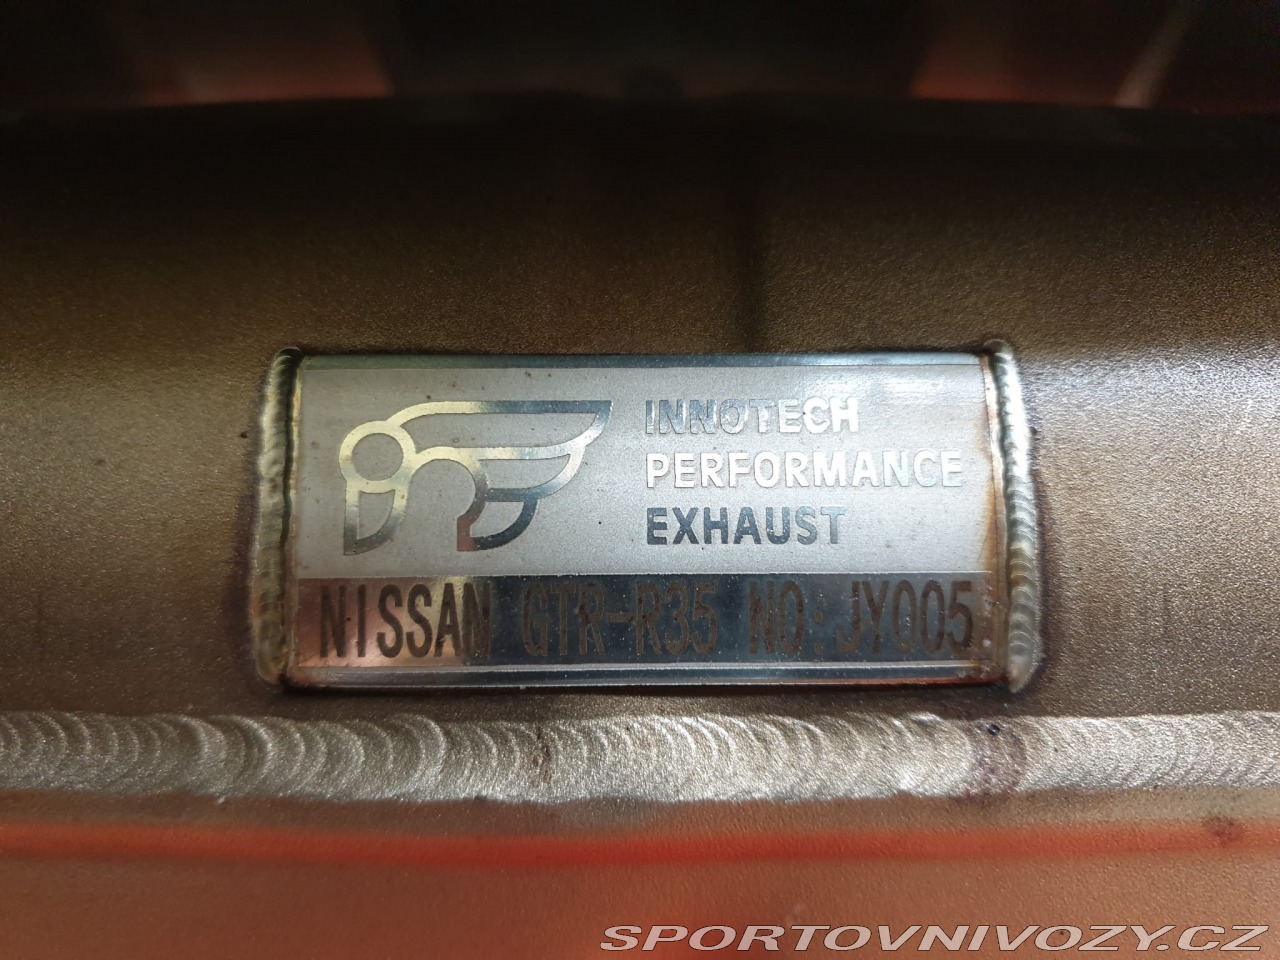 INNOTECH
PERFORMANCE
EXHAUST
NISSAN GTR-R35 NO:JY005
SPORTOVNIVOZY.CZ